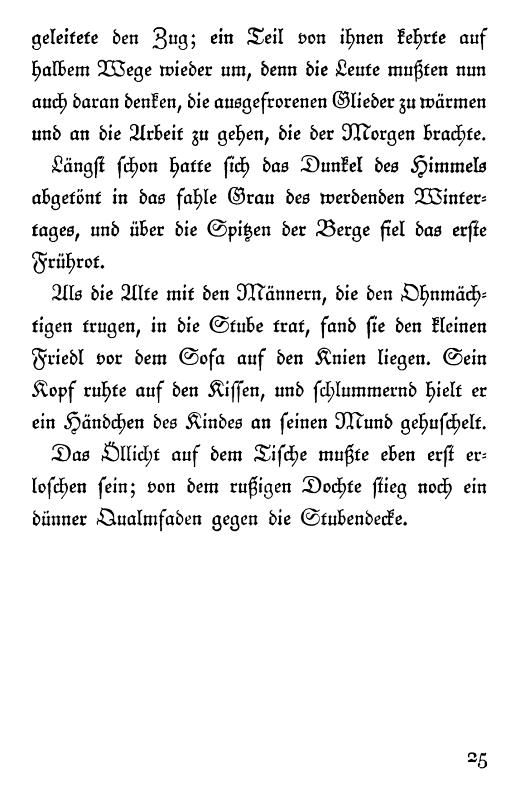 geleitete den Zug; ein Teil von ihnen kehrte auf
halbem Wege wieder um, denn die Leute mußten nun
auch daran denken, die ausgefrorenen Glieder zu wärmen
und an die Arbeit zu gehen, die der Morgen brachte.
Längst schon hatte sich das Dunkel des Himmels
abgetönt in das fahle Grau des werdenden Winter-
tages, und über die Spitzen der Berge fiel das erste
Frührot.
Als die Alte mit den Männern, die den Ohnmäch-
tigen trugen, in die Stube trat, fand sie den kleinen
Friedl vor dem Sofa auf den Knien liegen. Sein
Kopf ruhte auf den Kissen, und schlummernd hielt er
ein Händchen des Kindes an seinen Mund gehuschelt.
Das Öllicht auf dem Tische mußte eben erst er-
loschen sein; von dem rußigen Dochte stieg noch ein
dünner Qualmfaden gegen die Stubendecke.
25